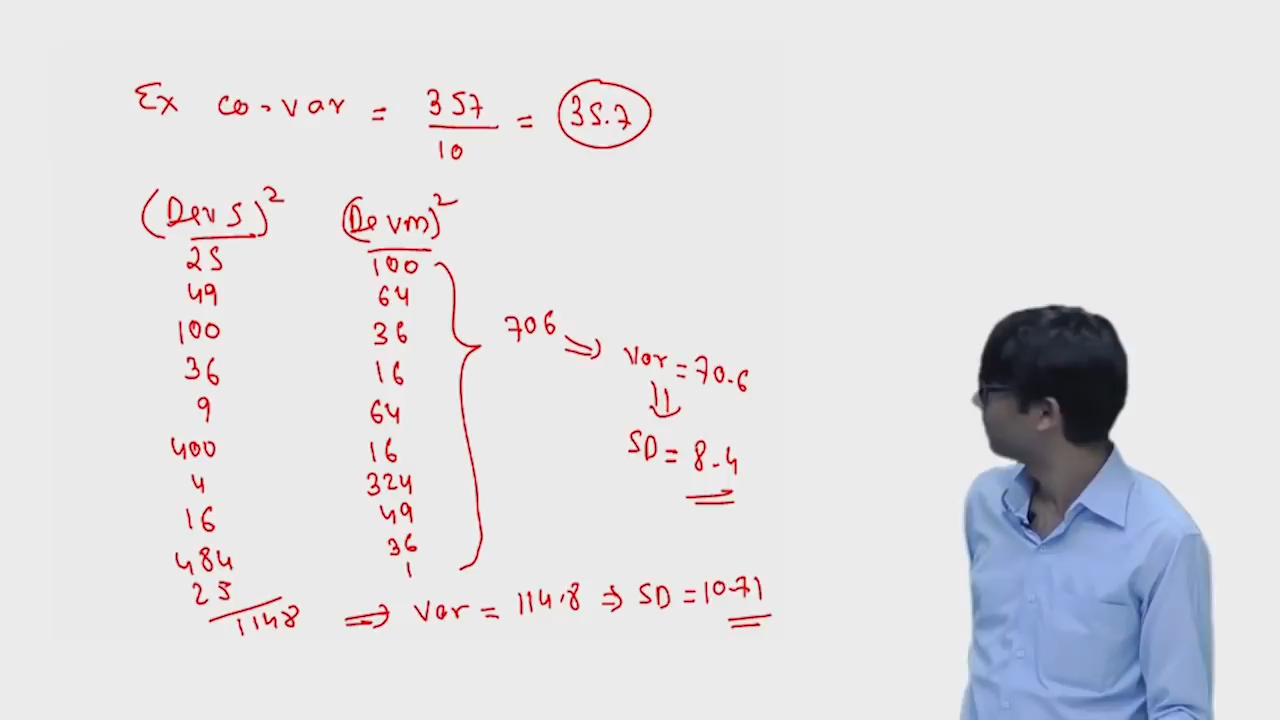 Ex co-var = 357/10 = 35.7
(Dev S)² (Devm)²
25 100
49 64
100 36
36 16
9 64
400 16
4 324
16 49
484 36
25 1
706 ⇒ Var = 70.6
⇓
SD = 8.4
1148 ⇒ Var = 114.8 ⇒ SD = 10.71